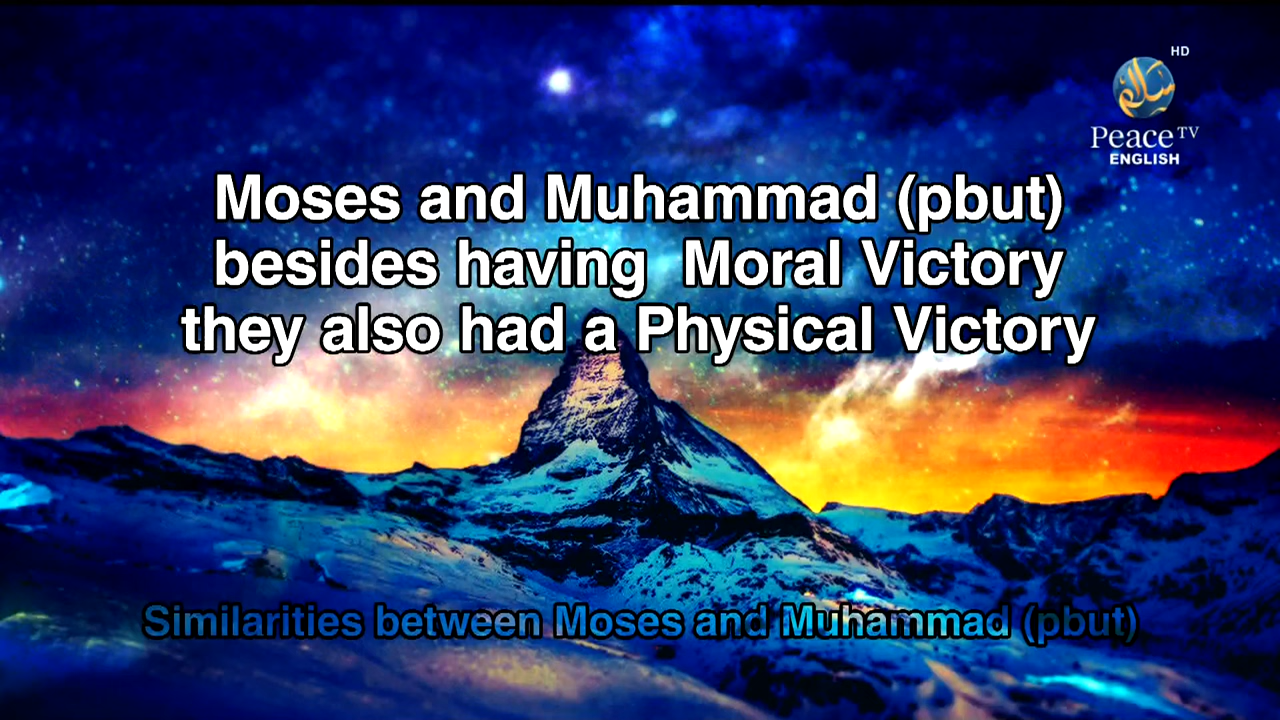 HD
سلام
Peace TV
ENGLISH
Moses and Muhammad (pbut)
besides having  Moral Victory
they also had a Physical Victory
Similarities between Moses and Muhammad (pbut)